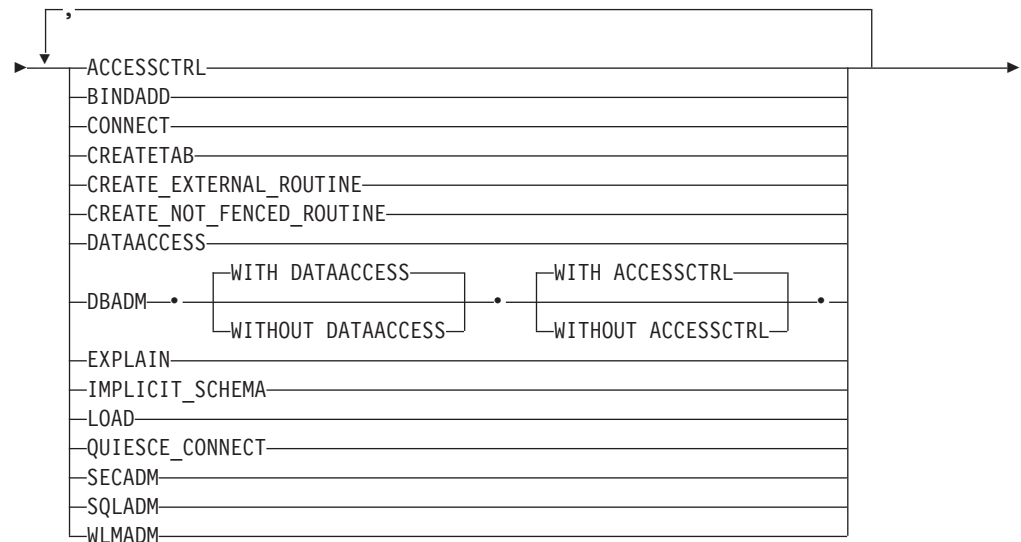 ,
ACCESSCTRL
BINDADD
CONNECT
CREATETAB
CREATE_EXTERNAL_ROUTINE
CREATE_NOT_FENCED_ROUTINE
DATAACCESS
WITH DATAACCESS WITH ACCESSCTRL
DBADM • • •
WITHOUT DATAACCESS WITHOUT ACCESSCTRL
EXPLAIN
IMPLICIT_SCHEMA
LOAD
QUIESCE_CONNECT
SECADM
SQLADM
WLMADM